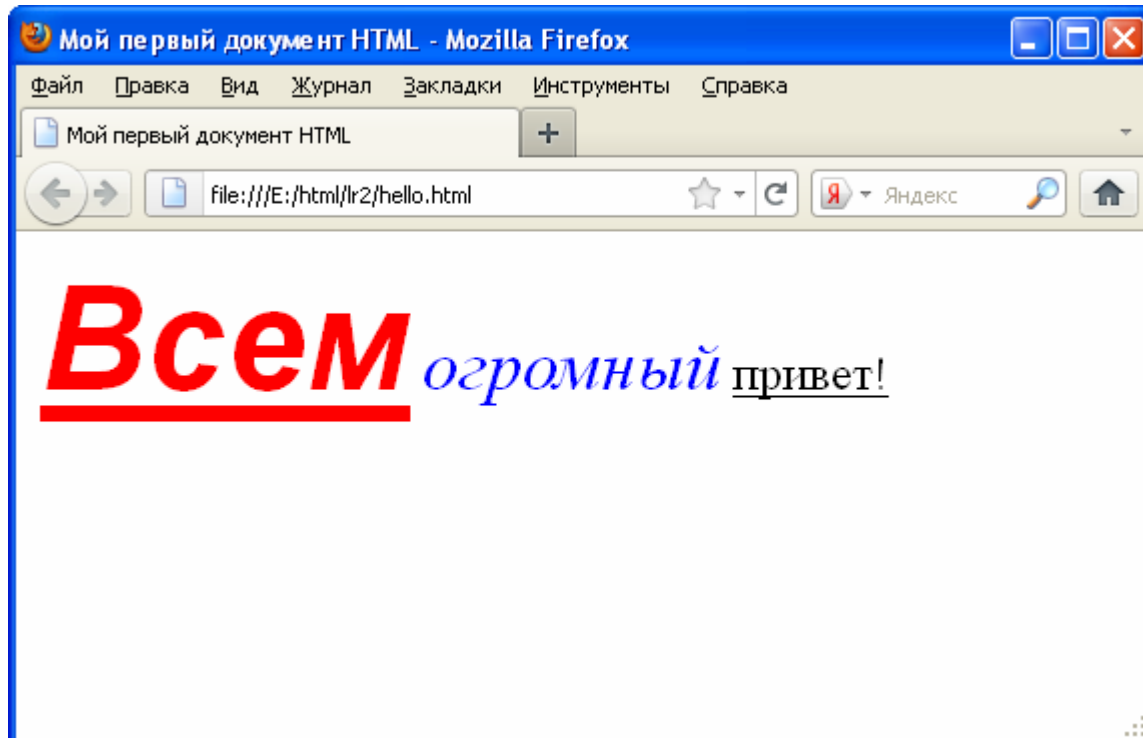 Мой первый документ HTML - Mozilla Firefox
Файл Правка Вид Журнал Закладки Инструменты Справка
Мой первый документ HTML
file:///E:/html/lr2/hello.html Я Яндекс
Всем огромный привет!